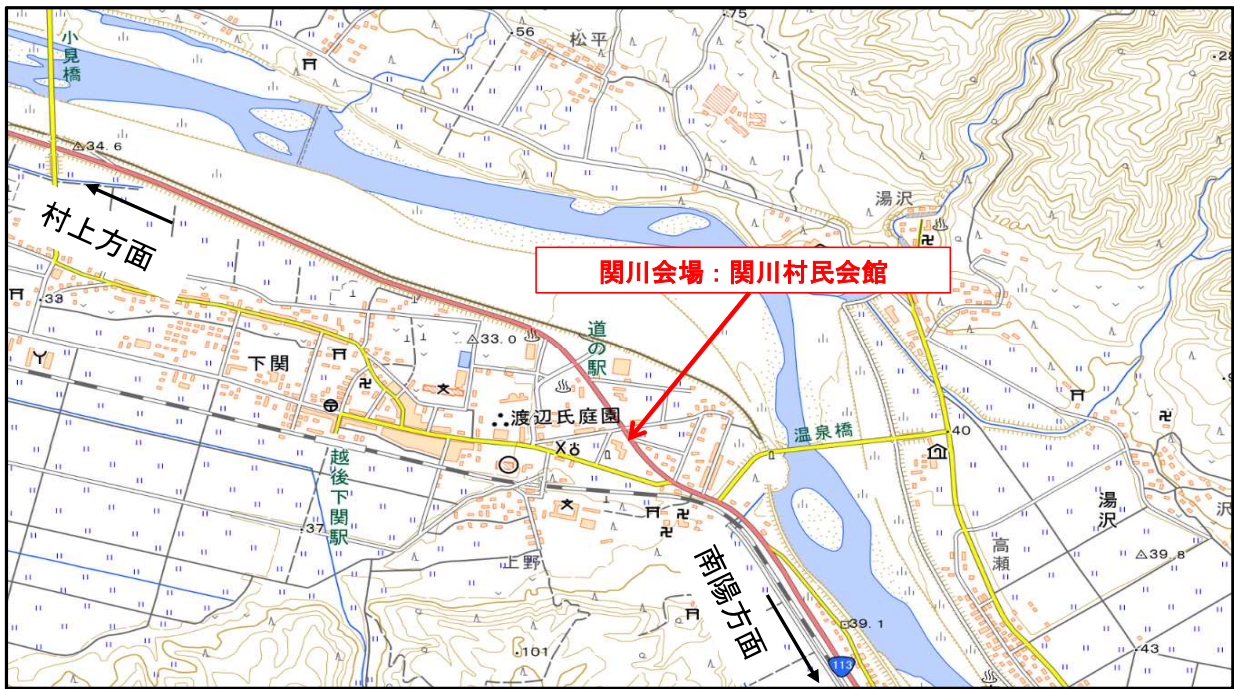 小見橋
56
松平
75
28
34.6
村上方面
湯沢
関川会場：関川村民会館
33
道の駅
33.0
下関
渡辺氏庭園
温泉橋
40
越後下関駅
37
上野
南陽方面
湯沢
沢
高瀬
39.8
39.1
101
43
113